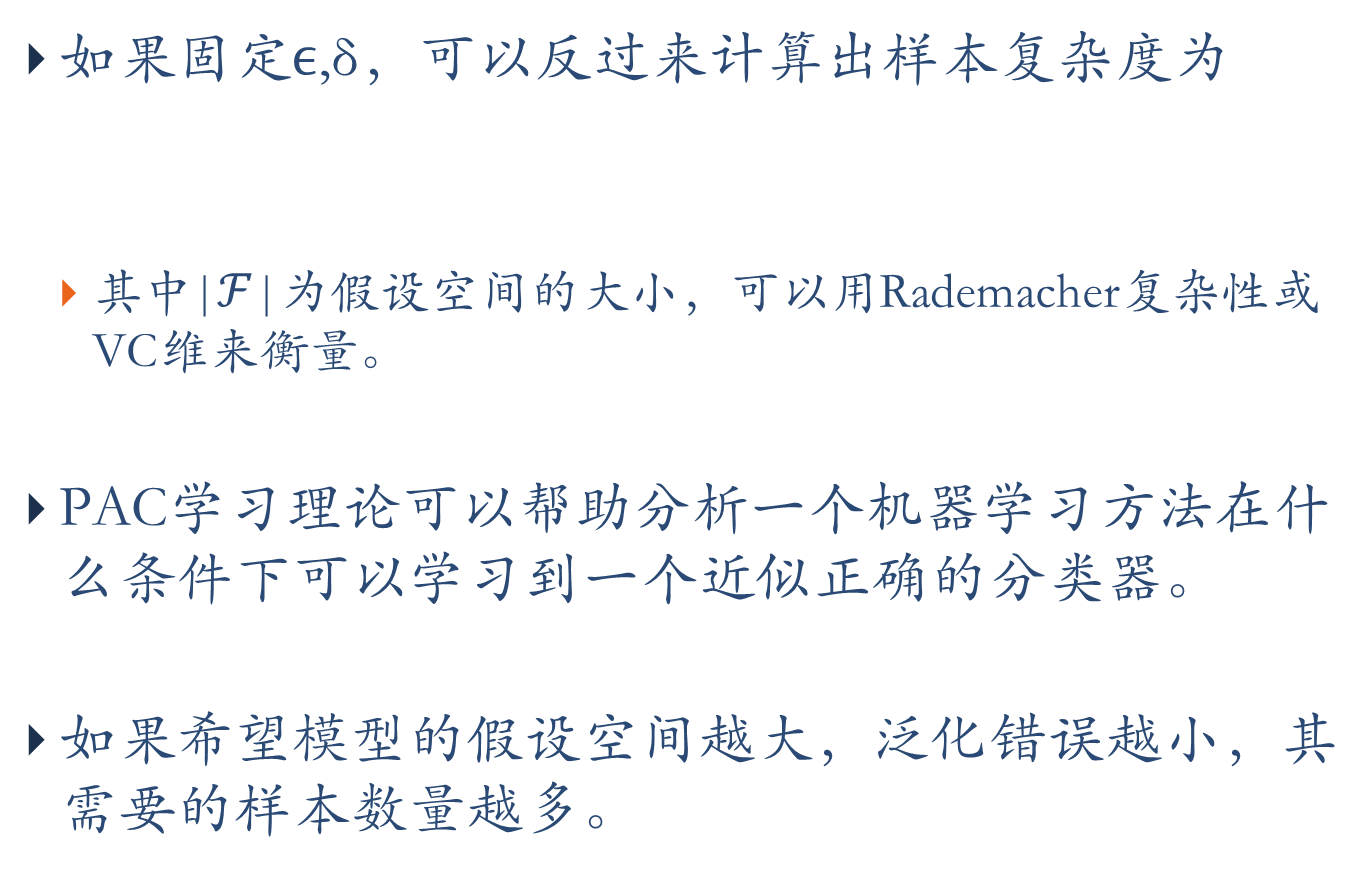 如果固定ϵ,δ，可以反过来计算出样本复杂度为
其中|ℱ|为假设空间的大小，可以用Rademacher复杂性或
VC维来衡量。
PAC学习理论可以帮助分析一个机器学习方法在什
么条件下可以学习到一个近似正确的分类器。
如果希望模型的假设空间越大，泛化错误越小，其
需要的样本数量越多。